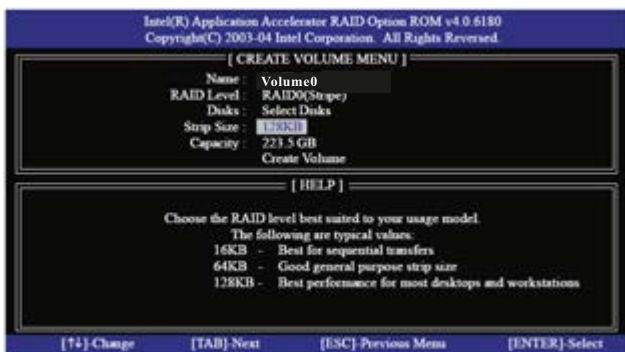 Intel(R) Application Accelerator RAID Option ROM v4.0.6180
Copyright(C) 2003-04 Intel Corporation. All Rights Reversed.
[ CREATE VOLUME MENU ]
Name : Volume0
RAID Level : RAID0(Stripe)
Disks : Select Disks
Strip Size : 128KB
Capacity : 223.5 GB
Create Volume
[ HELP ]
Choose the RAID level best suited to your usage model.
The following are typical values:
16KB - Best for sequential transfers
64KB - Good general purpose strip size
128KB - Best performance for most desktops and workstations
[↑↓]-Change [TAB]-Next [ESC]-Previous Menu [ENTER]-Select